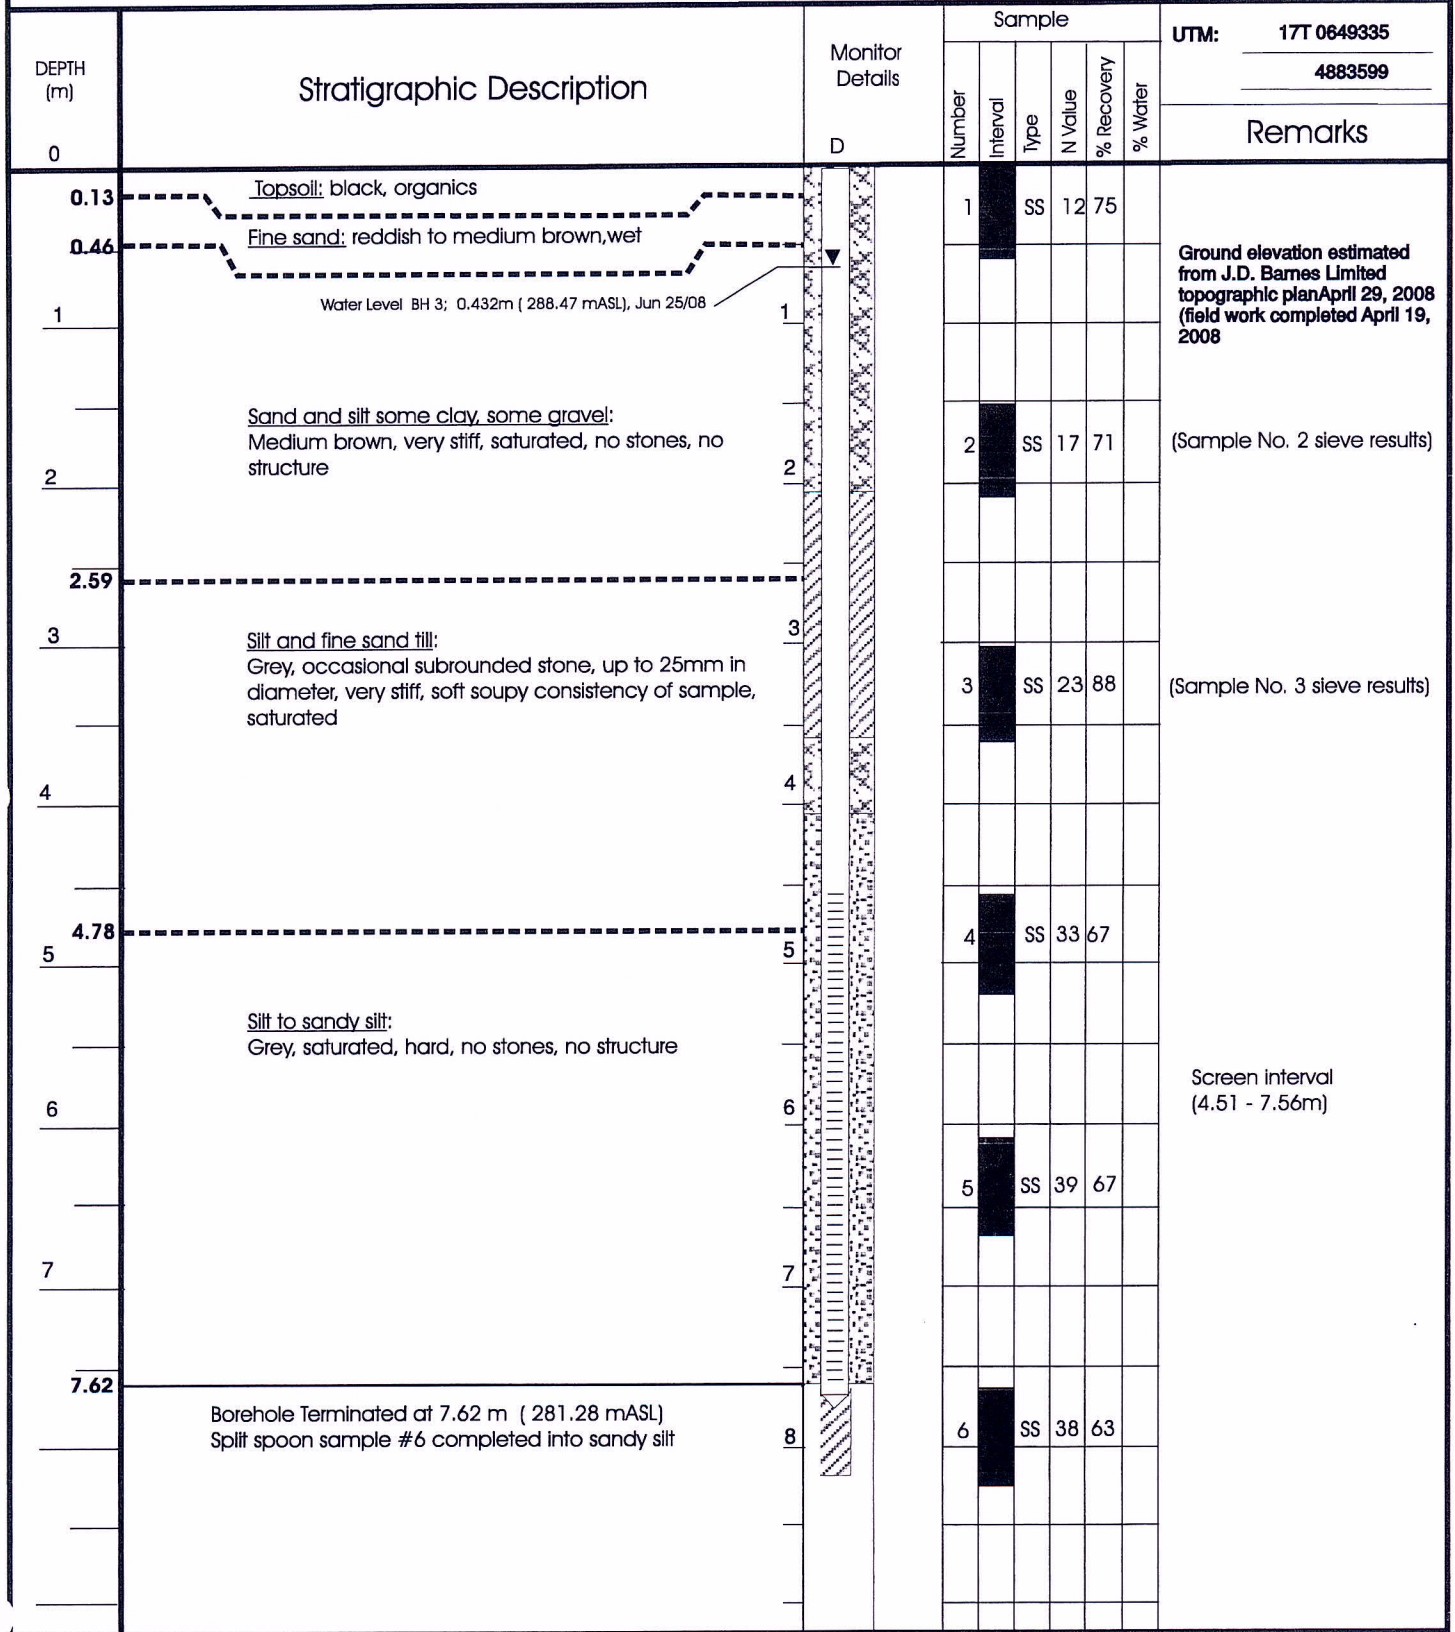 Sample
UTM: 17T 0649335
4883599
DEPTH
(m)
0
Stratigraphic Description
Monitor
Details
D
Number
Interval
Type
N Value
% Recovery
% Water
Remarks
0.13
Topsoil: black, organics
1 SS 12 75
0.46
Fine sand: reddish to medium brown,wet
Ground elevation estimated
from J.D. Barnes Limited
topographic planApril 29, 2008
(field work completed April 19,
2008
Water Level BH 3; 0.432m ( 288.47 mASL), Jun 25/08
1
1
Sand and silt some clay, some gravel:
Medium brown, very stiff, saturated, no stones, no
structure
2 SS 17 71
(Sample No. 2 sieve results)
2
2
2.59
3
3
Silt and fine sand till:
Grey, occasional subrounded stone, up to 25mm in
diameter, very stiff, soft soupy consistency of sample,
saturated
3 SS 23 88
(Sample No. 3 sieve results)
4
4
4.78
4 SS 33 67
5
5
Silt to sandy silt:
Grey, saturated, hard, no stones, no structure
Screen interval
(4.51 - 7.56m)
6
6
5 SS 39 67
7
7
7.62
Borehole Terminated at 7.62 m ( 281.28 mASL)
Split spoon sample #6 completed into sandy silt
8
6 SS 38 63